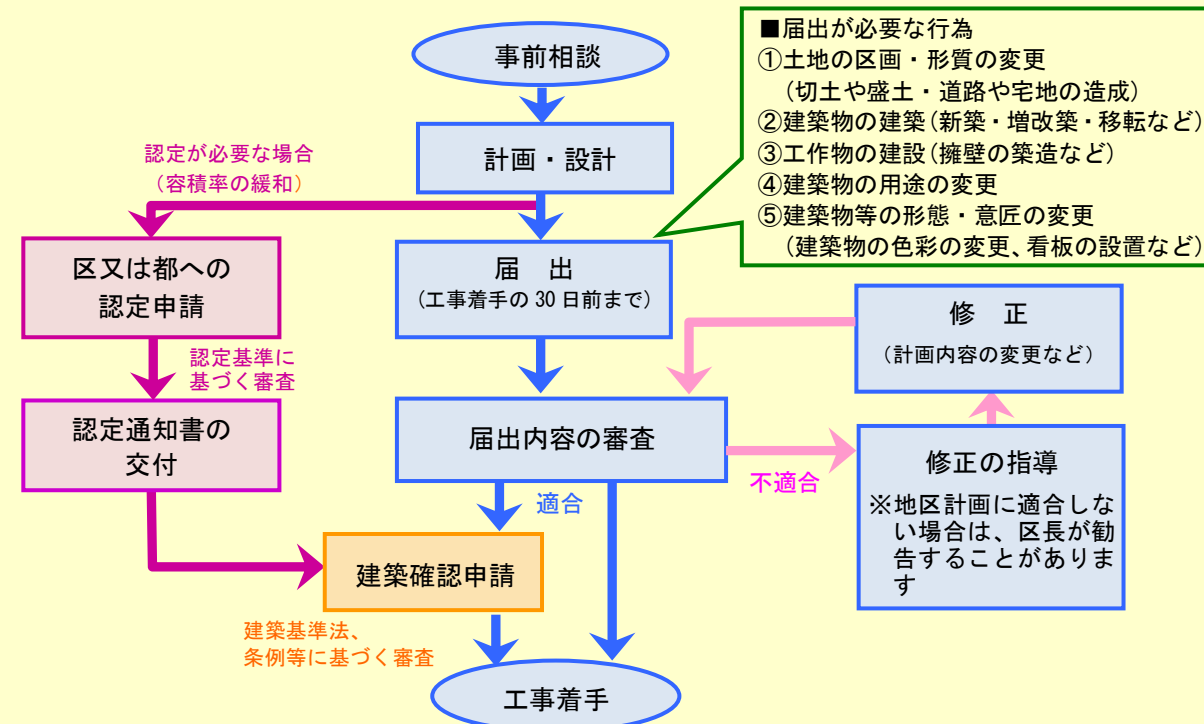 事前相談
■届出が必要な行為
①土地の区画・形質の変更
(切土や盛土・道路や宅地の造成)
②建築物の建築(新築・増改築・移転など)
③工作物の建設(擁壁の築造など)
④建築物の用途の変更
⑤建築物等の形態・意匠の変更
(建築物の色彩の変更、看板の設置など)
計画・設計
認定が必要な場合
(容積率の緩和)
区又は都への
認定申請
届 出
(工事着手の30日前まで)
修 正
(計画内容の変更など)
認定基準に
基づく審査
認定通知書の
交付
届出内容の審査
不適合
修正の指導
※地区計画に適合しな
い場合は、区長が勧
告することがありま
す
適合
建築確認申請
建築基準法、
条例等に基づく審査
工事着手